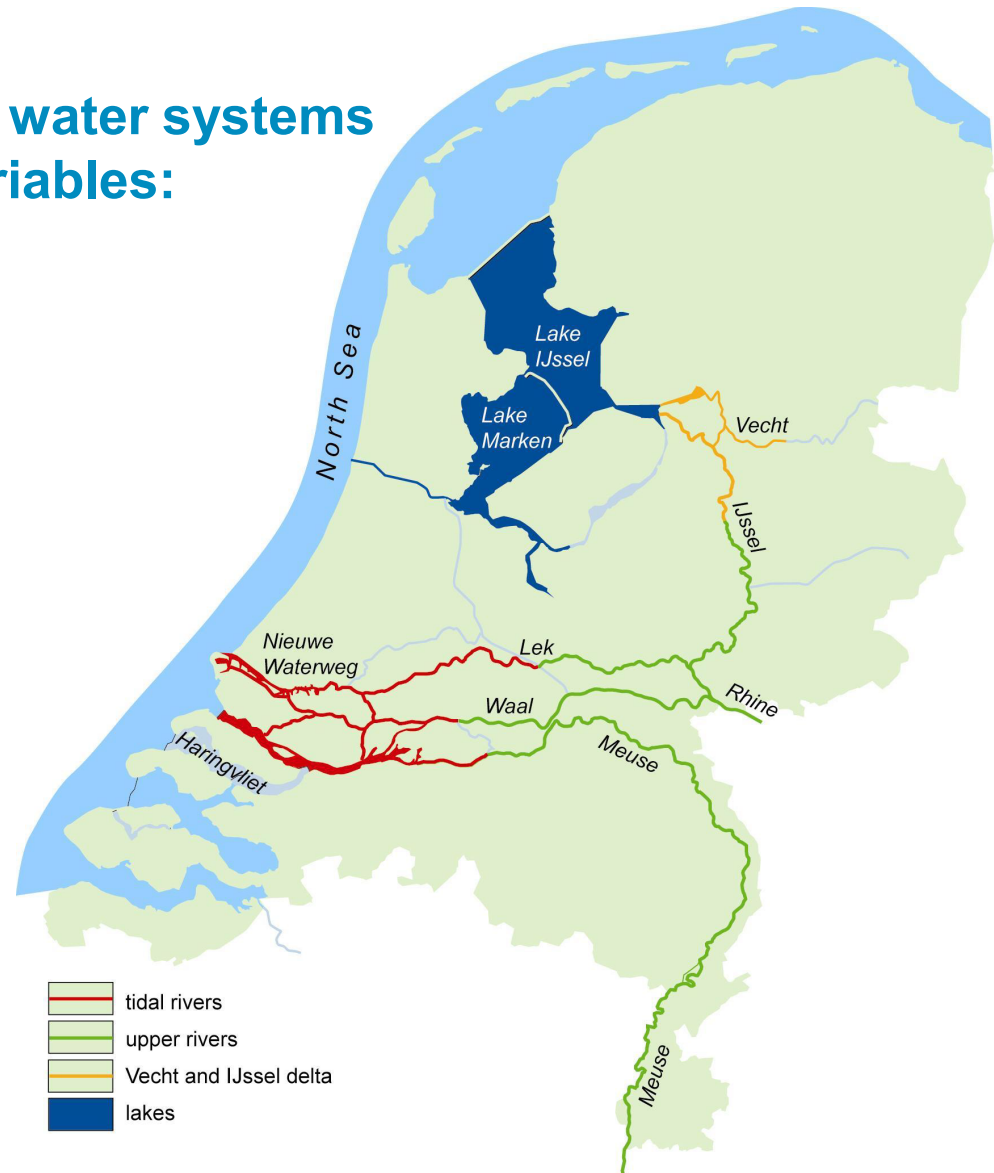 water systems
riables:
North Sea
Lake
IJssel
Lake
Marken
Vecht
IJssel
Nieuwe
Waterweg
Lek
Waal
Rhine
Haringvliet
Meuse
Meuse
tidal rivers
upper rivers
Vecht and IJssel delta
lakes